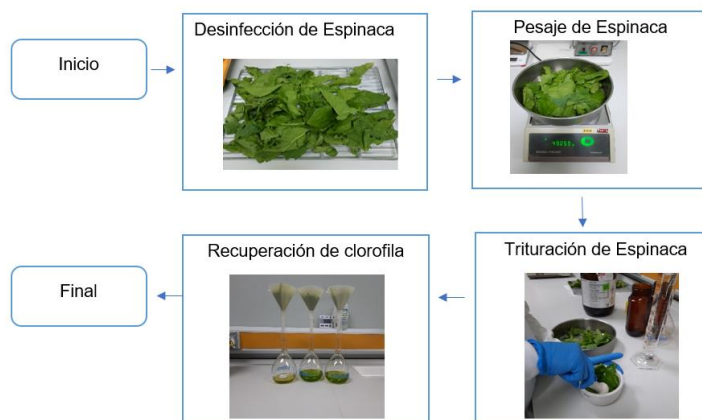 Inicio
Desinfección de Espinaca
Pesaje de Espinaca
Trituración de Espinaca
Recuperación de clorofila
Final